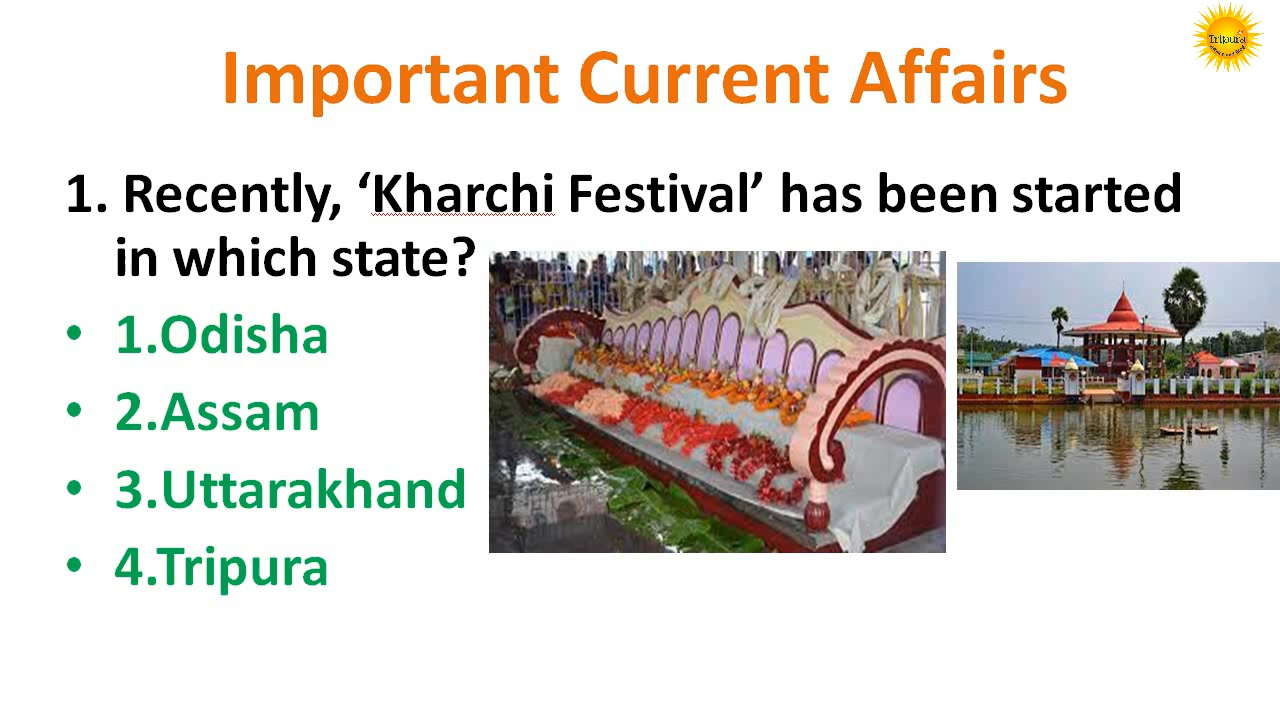 Important Current Affairs
Tripura
1. Recently, ‘Kharchi Festival’ has been started
in which state?
• 1.Odisha
• 2.Assam
• 3.Uttarakhand
• 4.Tripura